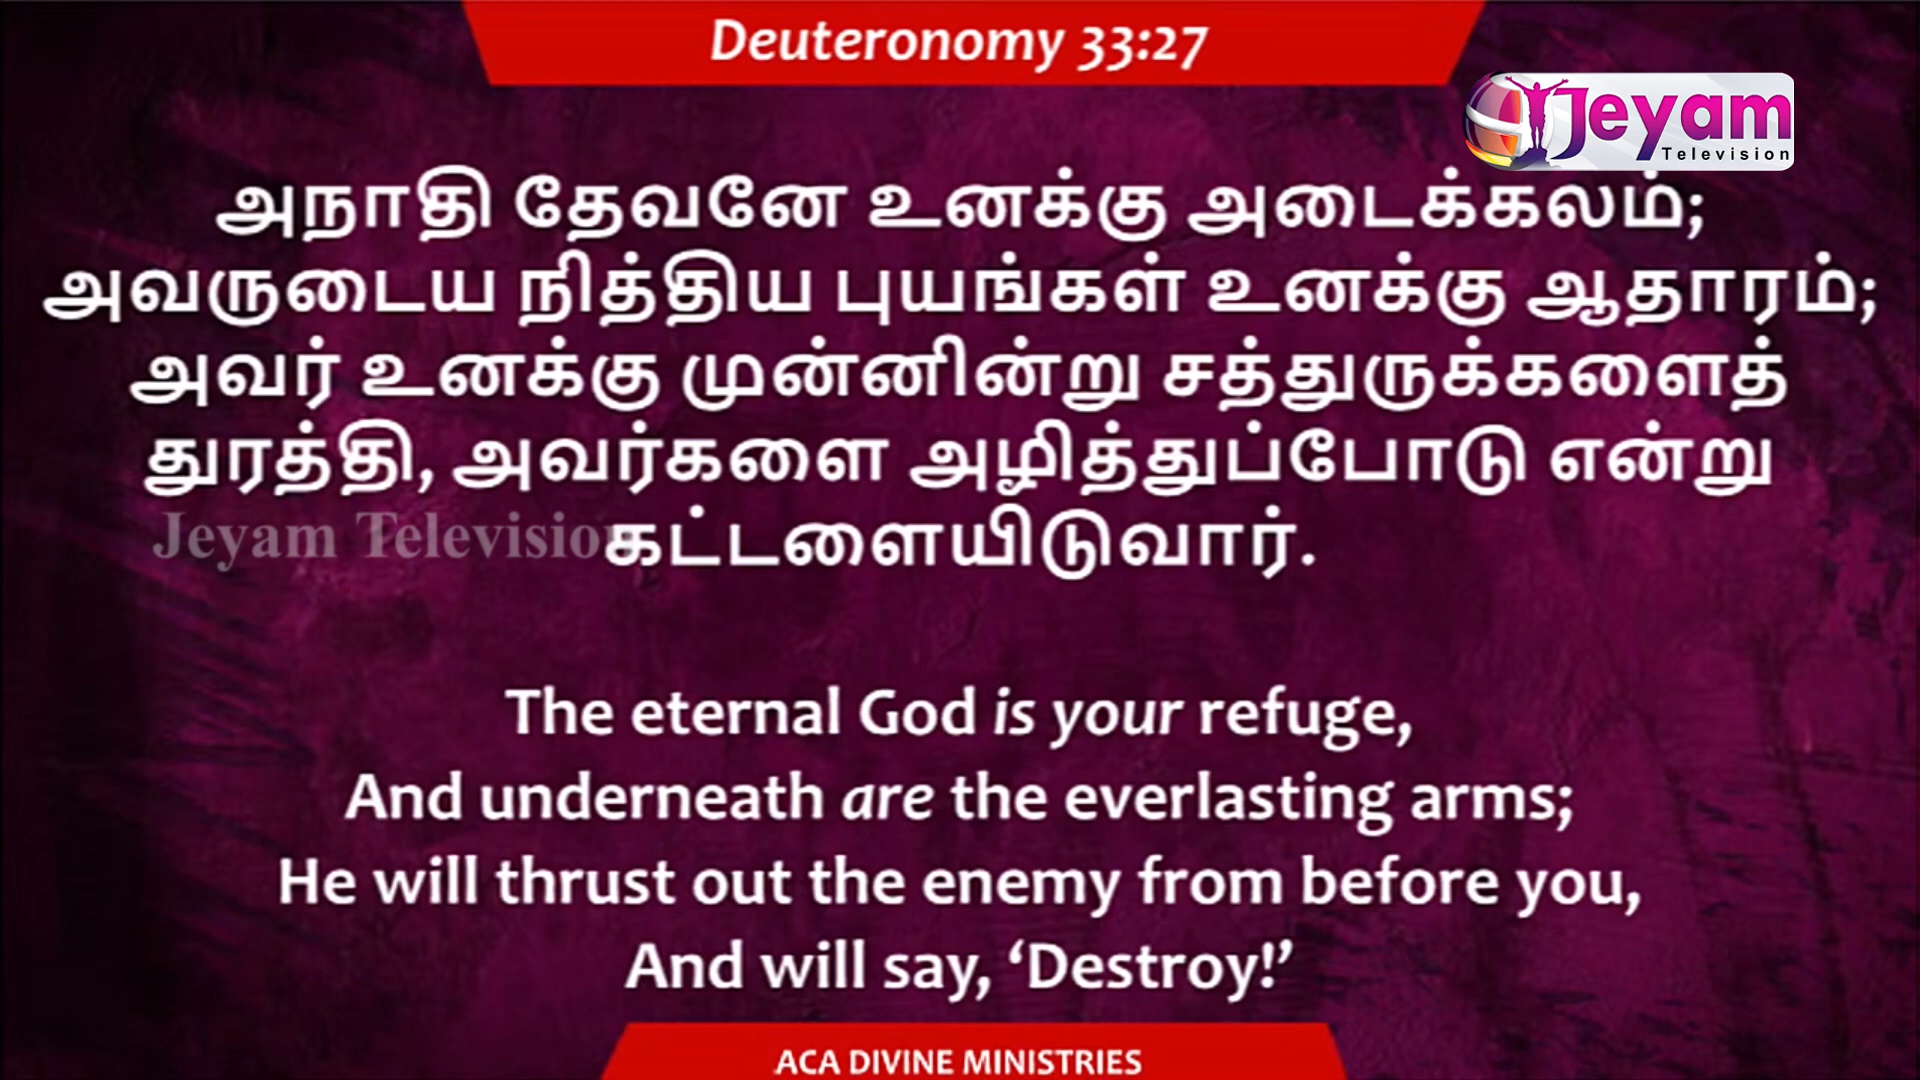 Deuteronomy 33:27
Jeyam
Television
அநாதி தேவனே உனக்கு அடைக்கலம்;
அவருடைய நித்திய புயங்கள் உனக்கு ஆதாரம்;
அவர் உனக்கு முன்னின்று சத்துருக்களைத்
துரத்தி, அவர்களை அழித்துப்போடு என்று
Jeyam Television
கட்டளையிடுவார்.
The eternal God is your refuge,
And underneath are the everlasting arms;
He will thrust out the enemy from before you,
And will say, ‘Destroy!’
ACA DIVINE MINISTRIES